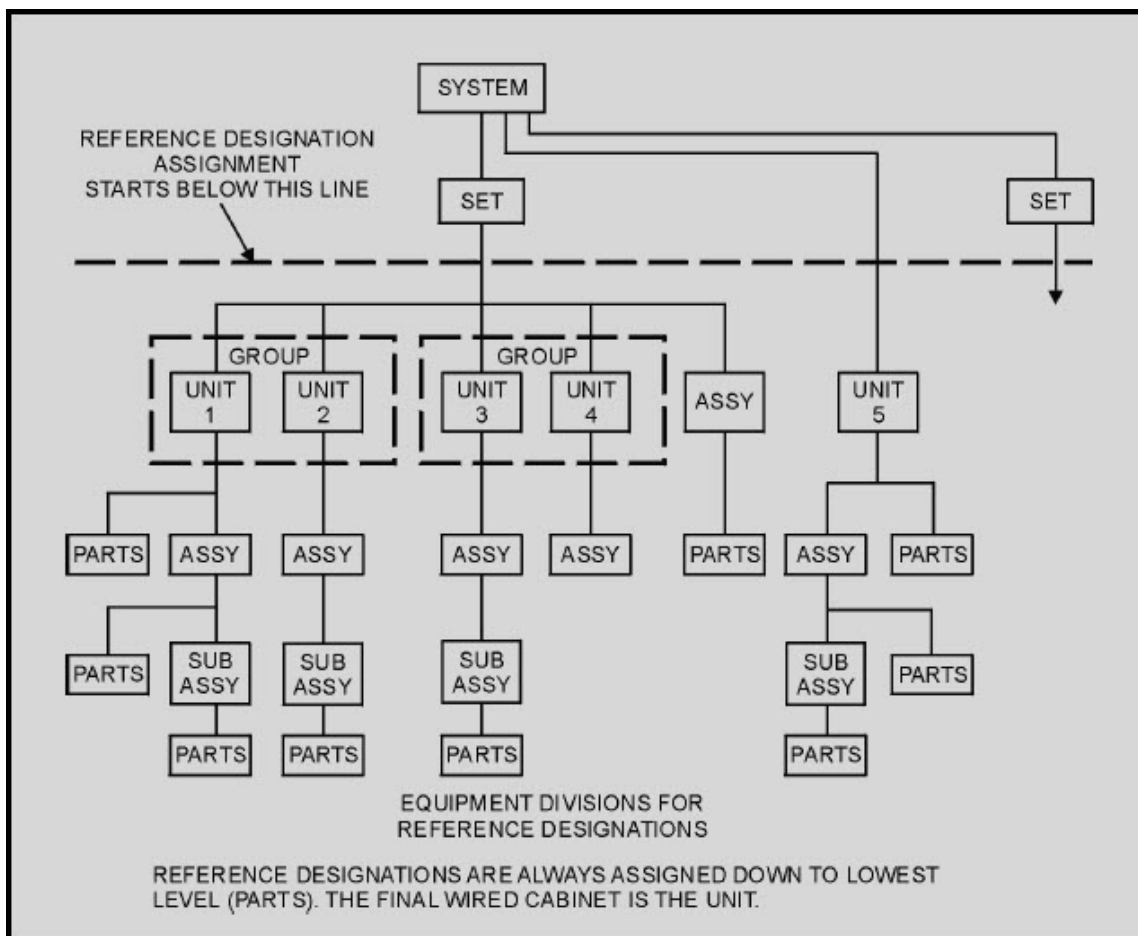 SYSTEM
REFERENCE DESIGNATION
ASSIGNMENT
STARTS BELOW THIS LINE
SET
SET
GROUP
GROUP
UNIT
1
UNIT
2
UNIT
3
UNIT
4
ASSY
UNIT
5
PARTS
ASSY
ASSY
ASSY
ASSY
PARTS
ASSY
PARTS
PARTS
SUB
ASSY
SUB
ASSY
SUB
ASSY
SUB
ASSY
PARTS
PARTS
PARTS
PARTS
PARTS
EQUIPMENT DIVISIONS FOR
REFERENCE DESIGNATIONS
REFERENCE DESIGNATIONS ARE ALWAYS ASSIGNED DOWN TO LOWEST
LEVEL (PARTS). THE FINAL WIRED CABINET IS THE UNIT.